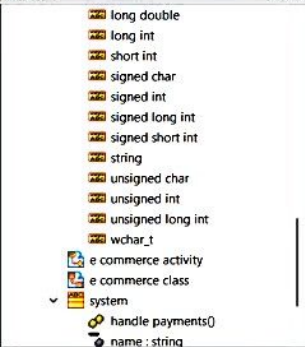 long double
long int
short int
signed char
signed int
signed long int
signed short int
string
unsigned char
unsigned int
unsigned long int
wchar_t
e commerce activity
e commerce class
system
handle payments()
name : string